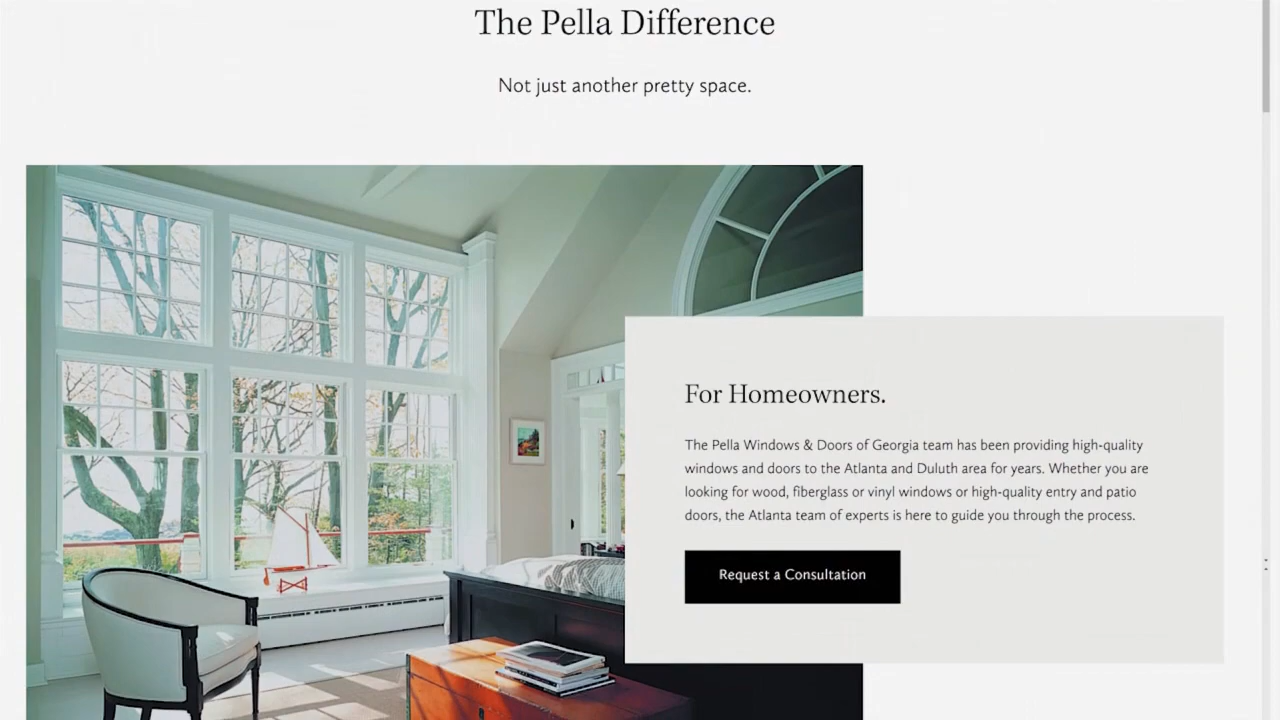 The Pella Difference
Not just another pretty space.
For Homeowners.
The Pella Windows & Doors of Georgia team has been providing high-quality
windows and doors to the Atlanta and Duluth area for years. Whether you are
looking for wood, fiberglass or vinyl windows or high-quality entry and patio
doors, the Atlanta team of experts is here to guide you through the process.
Request a Consultation